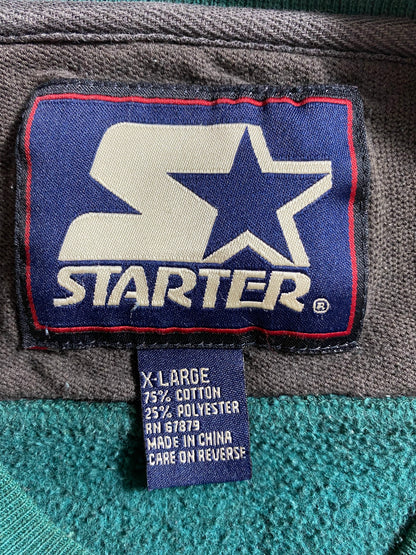 STARTER®
X-LARGE
75% COTTON
25% POLYESTER
RN 67879
MADE IN CHINA
CARE ON REVERSE